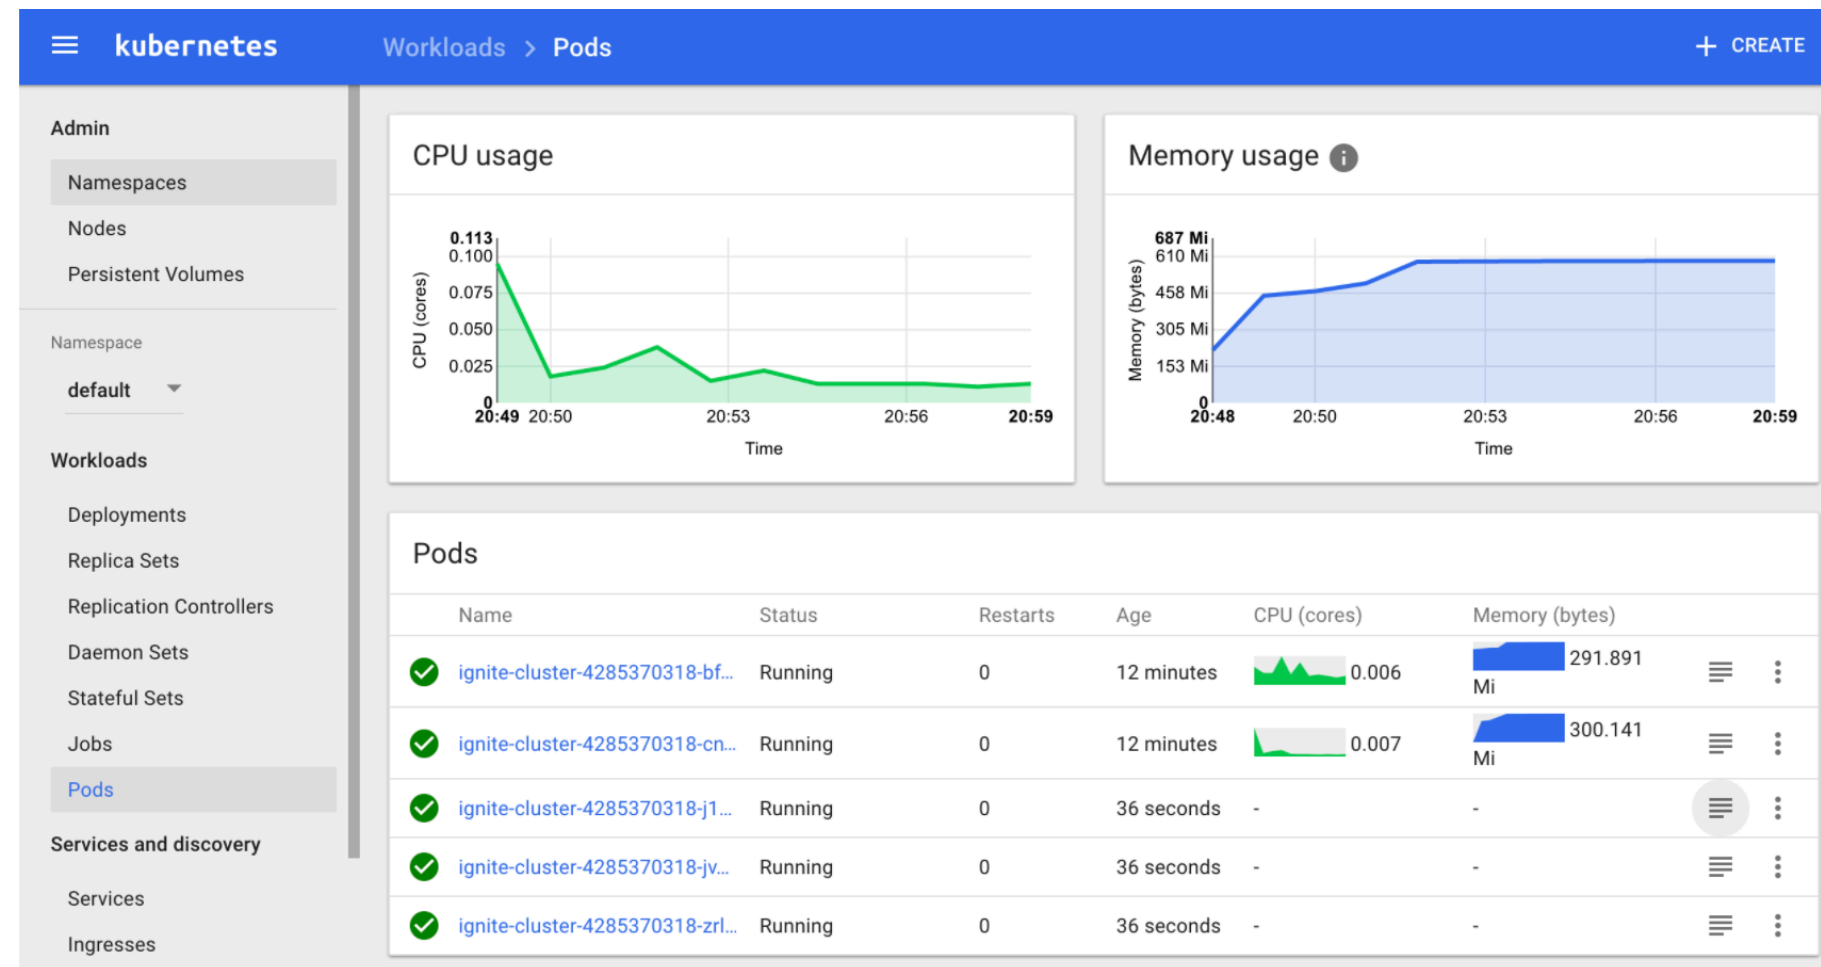 kubernetes
Workloads > Pods
+ CREATE
Admin
Namespaces
Nodes
Persistent Volumes
Namespace
default
Workloads
Deployments
Replica Sets
Replication Controllers
Daemon Sets
Stateful Sets
Jobs
Pods
Services and discovery
Services
Ingresses
CPU usage
CPU (cores)
0.113
0.100
0.075
0.050
0.025
0
20:49 20:50 20:53 20:56 20:59
Time
Memory usage i
Memory (bytes)
687 Mi
610 Mi
458 Mi
305 Mi
153 Mi
0
20:48 20:50 20:53 20:56 20:59
Time
Pods
Name Status Restarts Age CPU (cores) Memory (bytes)
ignite-cluster-4285370318-bf... Running 0 12 minutes 0.006 291.891
Mi
ignite-cluster-4285370318-cn... Running 0 12 minutes 0.007 300.141
Mi
ignite-cluster-4285370318-j1... Running 0 36 seconds - -
ignite-cluster-4285370318-jv... Running 0 36 seconds - -
ignite-cluster-4285370318-zrl... Running 0 36 seconds - -